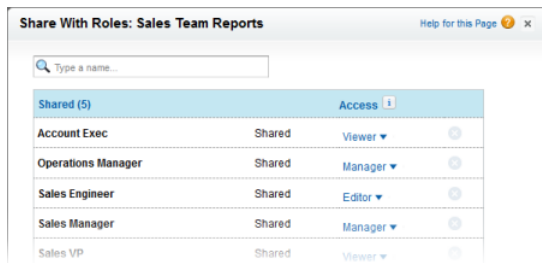 Share With Roles: Sales Team Reports Help for this Page ? x
Type a name...
Shared (5) Access i
Account Exec Shared Viewer ▼
Operations Manager Shared Manager ▼
Sales Engineer Shared Editor ▼
Sales Manager Shared Manager ▼
Sales VP Shared Viewer ▼